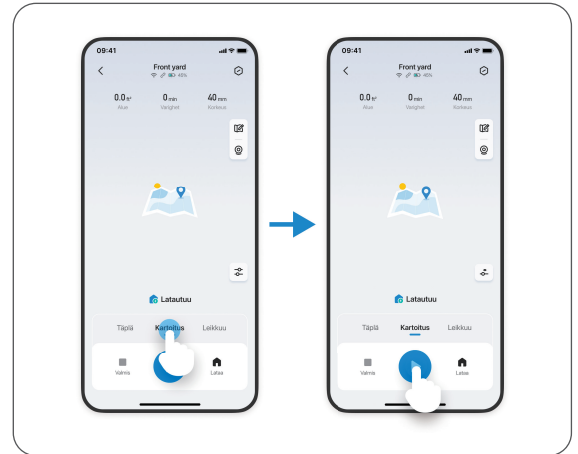 09:41
Front yard
45%
0.0 ft² 0 min 40 mm
Alue Varighet Korkeus
Latautuu
Täplä Kartoitus Leikkuu
Valmis Lataa
09:41
Front yard
45%
0.0 ft² 0 min 40 mm
Alue Varighet Korkeus
Latautuu
Täplä Kartoitus Leikkuu
Valmis Lataa